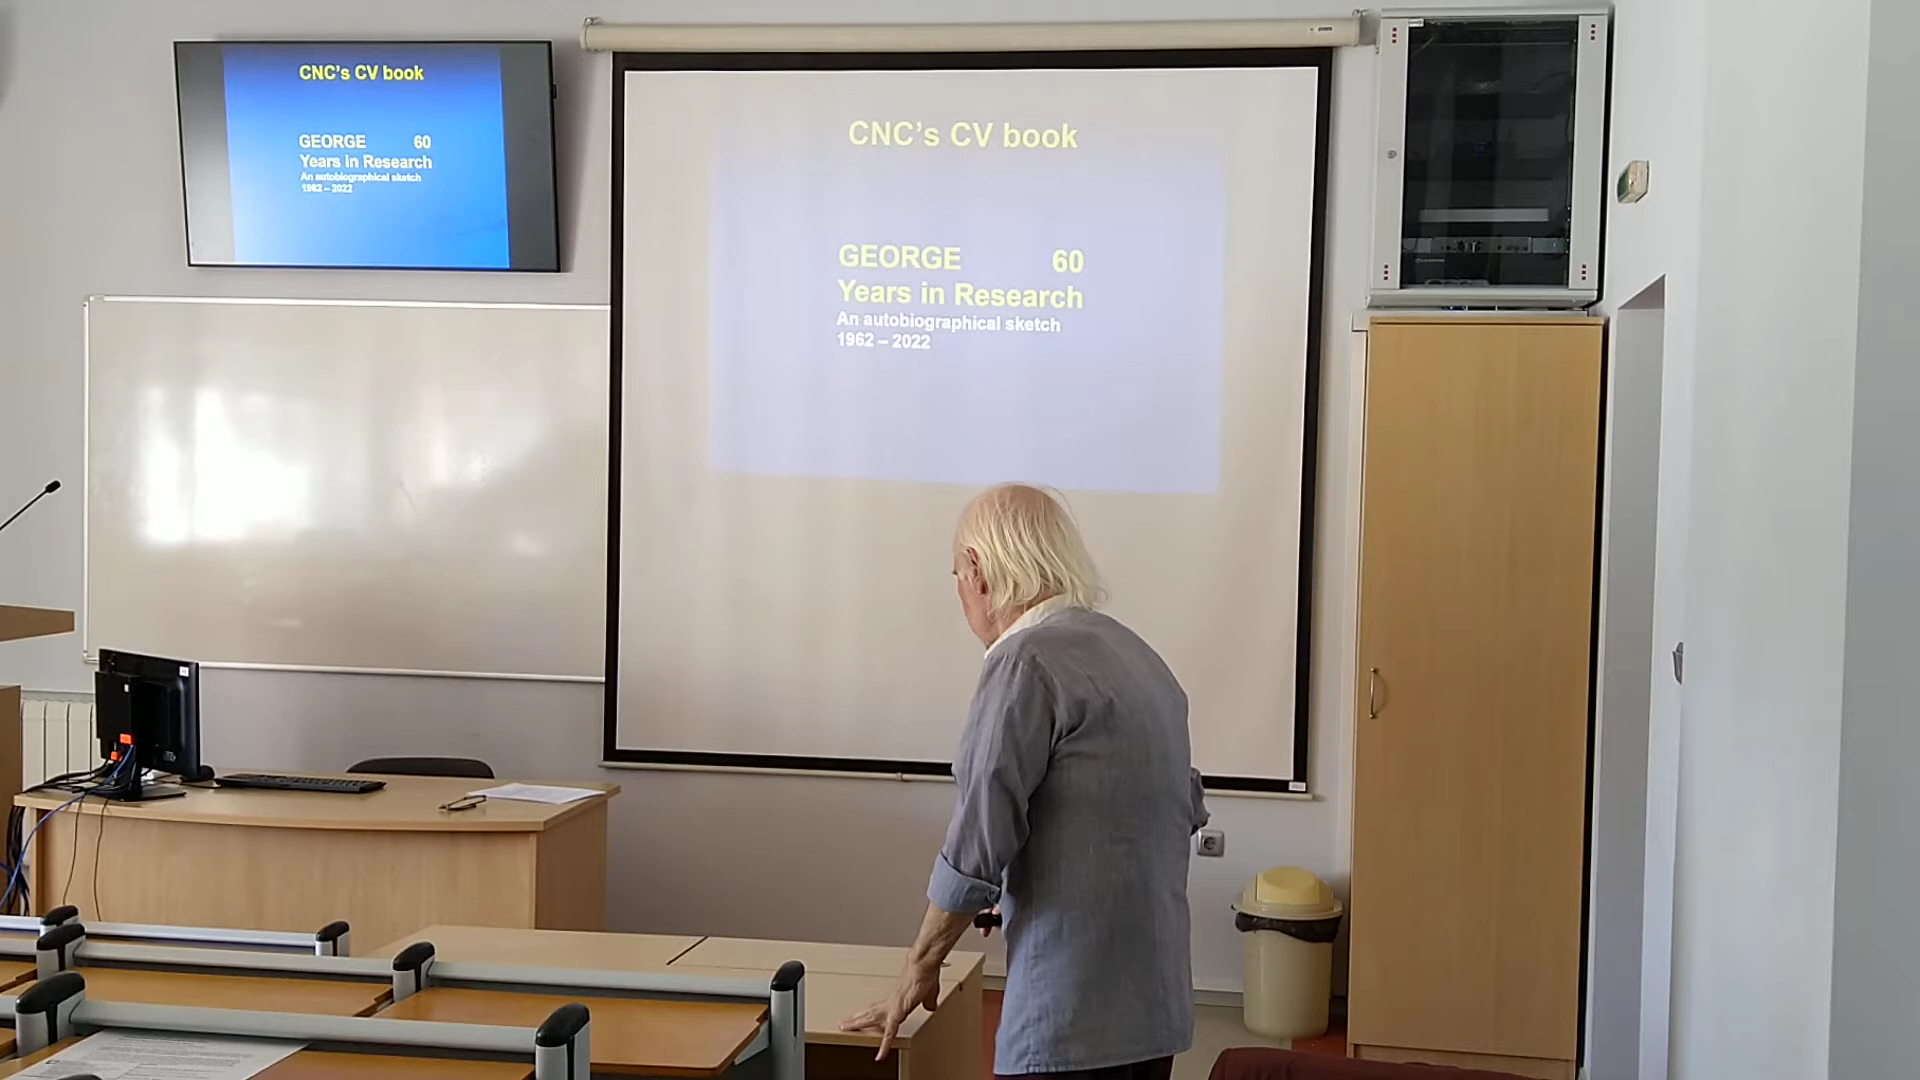 CNC's CV book
GEORGE 60
Years in Research
An autobiographical sketch
1962 – 2022
CNC's CV book
GEORGE 60
Years in Research
An autobiographical sketch
1962 – 2022